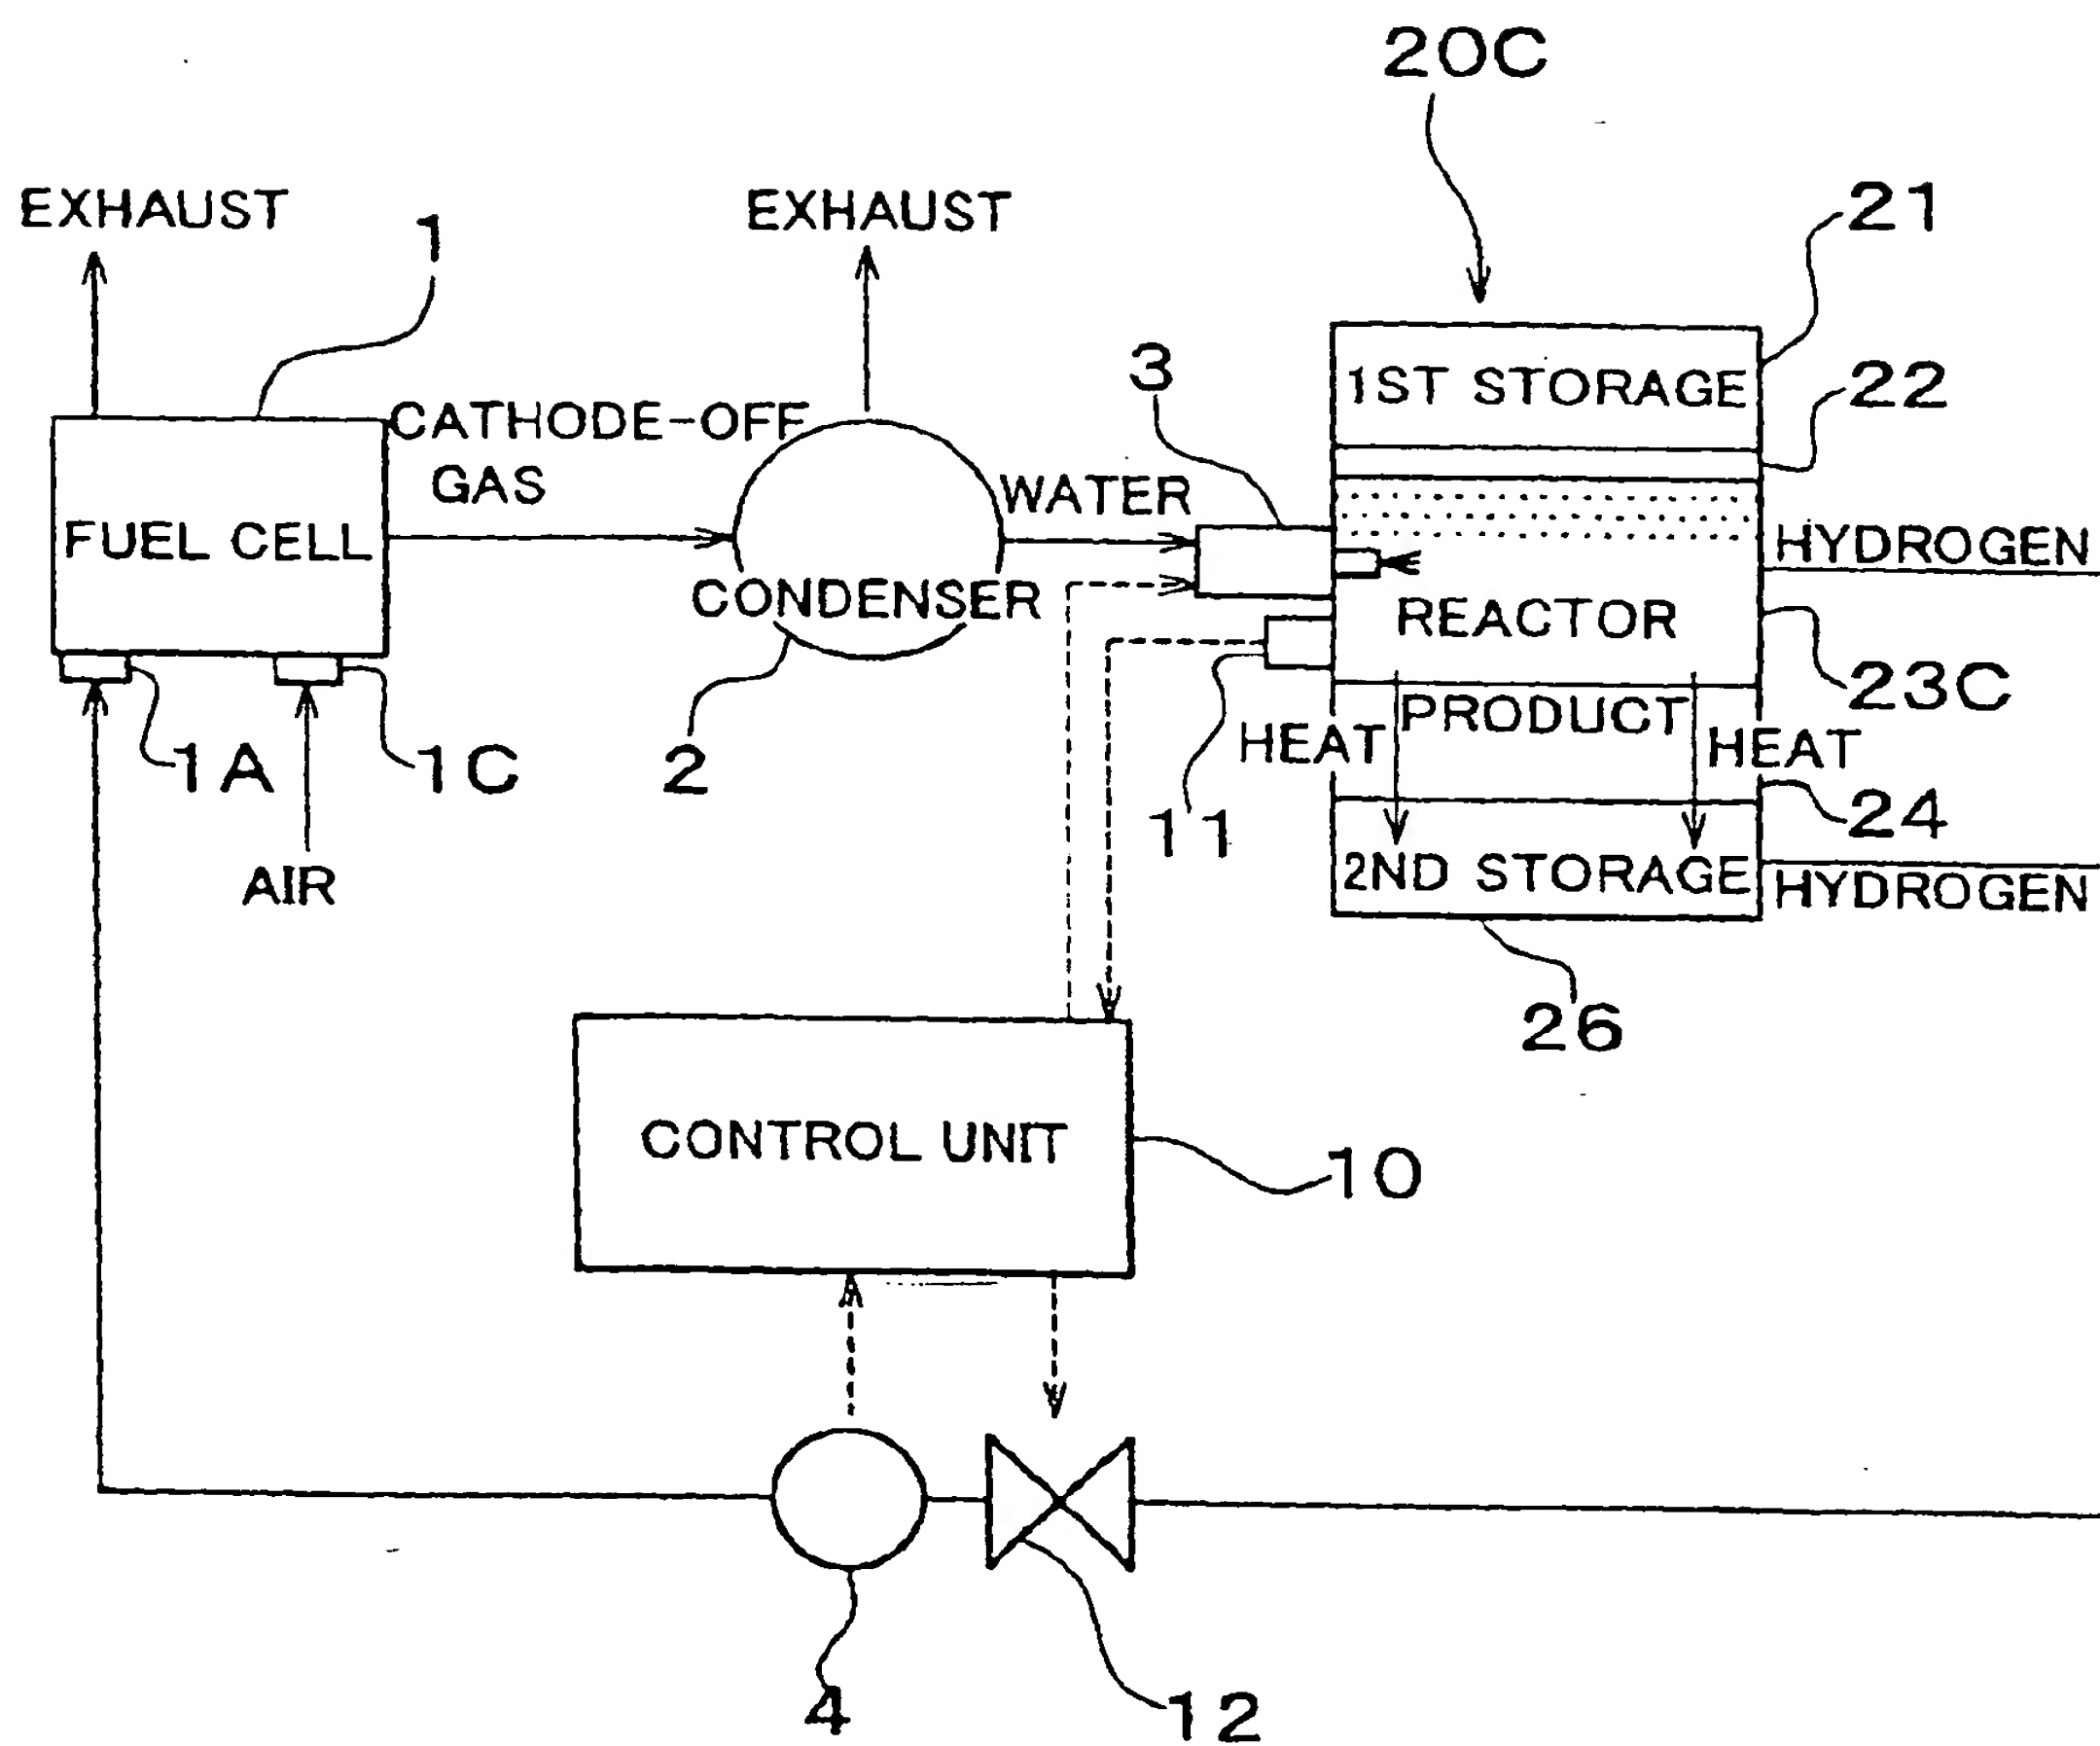 20C
EXHAUST
EXHAUST
1
21
3
1ST STORAGE
22
CATHODE-OFF
GAS
WATER
FUEL CELL
HYDROGEN
CONDENSER
REACTOR
23C
PRODUCT
HEAT
HEAT
1A
1C
2
11
24
AIR
2ND STORAGE
HYDROGEN
26
CONTROL UNIT
10
4
12